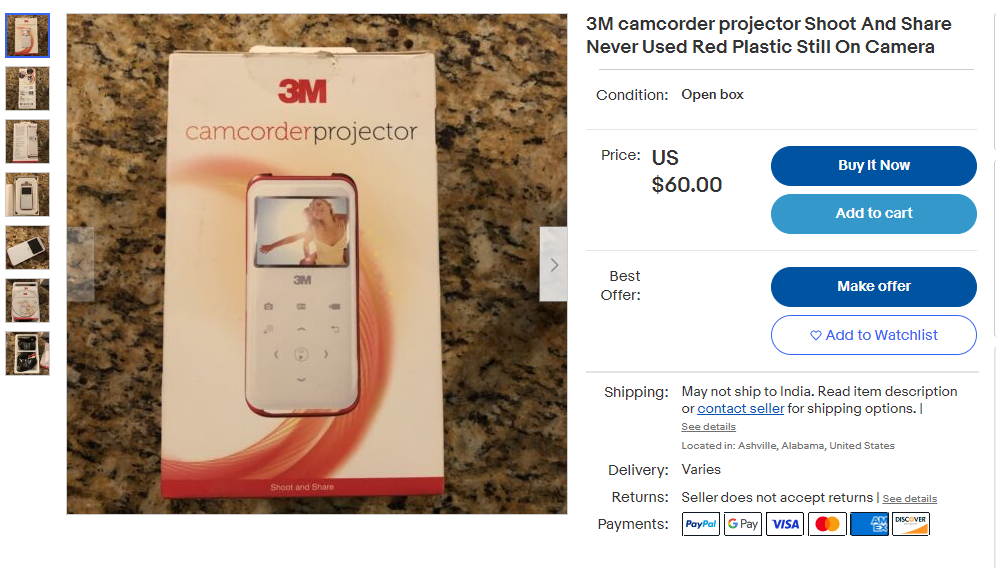 3M
camcorderprojector
3M
Shoot and Share
3M camcorder projector Shoot And Share
Never Used Red Plastic Still On Camera
Condition: Open box
Price: US
$60.00
Buy It Now
Add to cart
Best
Offer:
Make offer
Add to Watchlist
Shipping: May not ship to India. Read item description
or contact seller for shipping options. |
See details
Located in: Ashville, Alabama, United States
Delivery: Varies
Returns: Seller does not accept returns | See details
Payments: PayPal G Pay VISA AM EX DISCOVER